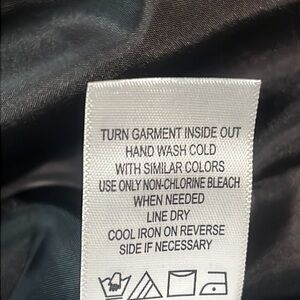 TURN GARMENT INSIDE OUT
HAND WASH COLD
WITH SIMILAR COLORS
USE ONLY NON-CHLORINE BLEACH
WHEN NEEDED
LINE DRY
COOL IRON ON REVERSE
SIDE IF NECESSARY